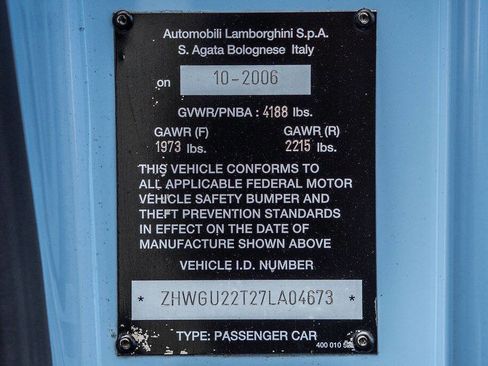 Automobili Lamborghini S.p.A.
S. Agata Bolognese Italy
on 10-2006
GVWR/PNBA : 4188 lbs.
GAWR (F) GAWR (R)
1973 lbs. 2215 lbs.
THIS VEHICLE CONFORMS TO
ALL APPLICABLE FEDERAL MOTOR
VEHICLE SAFETY BUMPER AND
THEFT PREVENTION STANDARDS
IN EFFECT ON THE DATE OF
MANUFACTURE SHOWN ABOVE
VEHICLE I.D. NUMBER
* ZHWGU22T27LA04673 *
TYPE: PASSENGER CAR
400 010